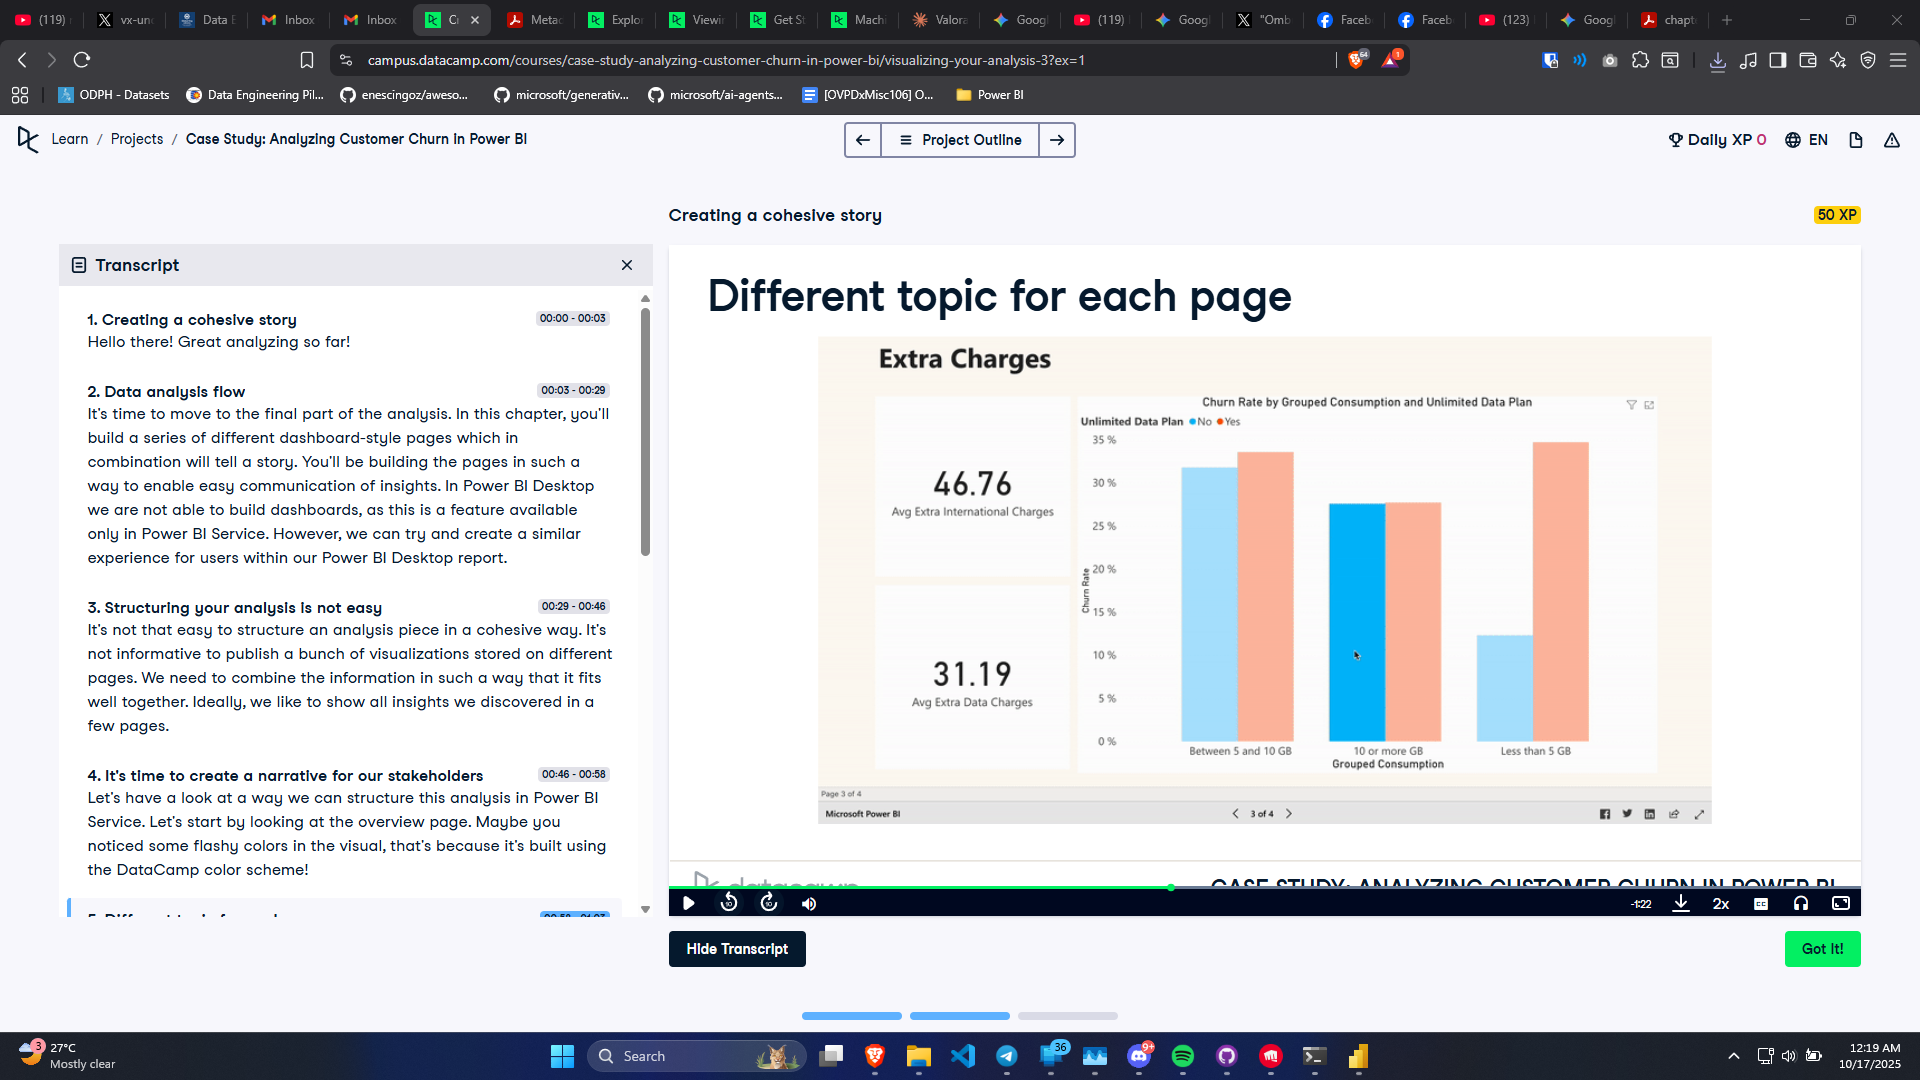 (119)
vx-un
Data E
Inbox
Inbox
C
Metac
Explor
Viewin
Get St
Machi
Valora
Googl
(119)
Googl
"Omb
Faceb
Faceb
(123)
Googl
chapt
campus.datacamp.com/courses/case-study-analyzing-customer-churn-in-power-bi/visualizing-your-analysis-3?ex=1
64
1
ODPH - Datasets
Data Engineering Pil...
enescingoz/aweso...
microsoft/generativ...
microsoft/ai-agents...
[OVPDxMisc106] O...
Power BI
Learn / Projects / Case Study: Analyzing Customer Churn in Power BI
Project Outline
Daily XP 0
EN
Creating a cohesive story
50 XP
Transcript
1. Creating a cohesive story 00:00 - 00:03
Hello there! Great analyzing so far!
2. Data analysis flow 00:03 - 00:29
It's time to move to the final part of the analysis. In this chapter, you'll
build a series of different dashboard-style pages which in
combination will tell a story. You'll be building the pages in such a
way to enable easy communication of insights. In Power BI Desktop
we are not able to build dashboards, as this is a feature available
only in Power BI Service. However, we can try and create a similar
experience for users within our Power BI Desktop report.
3. Structuring your analysis is not easy 00:29 - 00:46
It's not that easy to structure an analysis piece in a cohesive way. It's
not informative to publish a bunch of visualizations stored on different
pages. We need to combine the information in such a way that it fits
well together. Ideally, we like to show all insights we discovered in a
few pages.
4. It's time to create a narrative for our stakeholders 00:46 - 00:58
Let's have a look at a way we can structure this analysis in Power BI
Service. Let's start by looking at the overview page. Maybe you
noticed some flashy colors in the visual, that's because it's built using
the DataCamp color scheme!
Different topic for each page
Extra Charges
46.76
Avg Extra International Charges
31.19
Avg Extra Data Charges
Churn Rate by Grouped Consumption and Unlimited Data Plan
Unlimited Data Plan No Yes
35 %
30 %
25 %
20 %
15 %
10 %
5 %
0 %
Churn Rate
Between 5 and 10 GB
10 or more GB
Less than 5 GB
Grouped Consumption
Page 3 of 4
Microsoft Power BI
3 of 4
datacamp
CASE STUDY: ANALYZING CUSTOMER CHURN IN POWER BI
10
10
-1:22
2x
CC
Hide Transcript
Got It!
3
27°C
Mostly clear
Search
36
9+
12:19 AM
10/17/2025